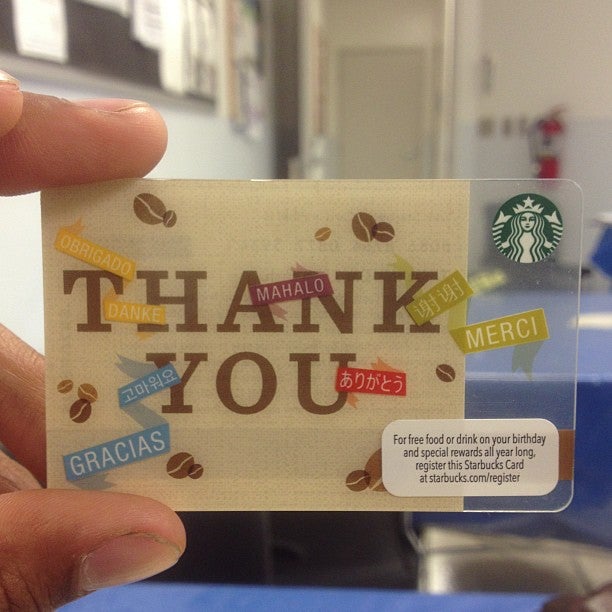 OBRIGADO
THANK
DANKE
MAHALO
谢谢
MERCI
YOU
고마워요
ありがとう
GRACIAS
For free food or drink on your birthday
and special rewards all year long,
register this Starbucks Card
at starbucks.com/register